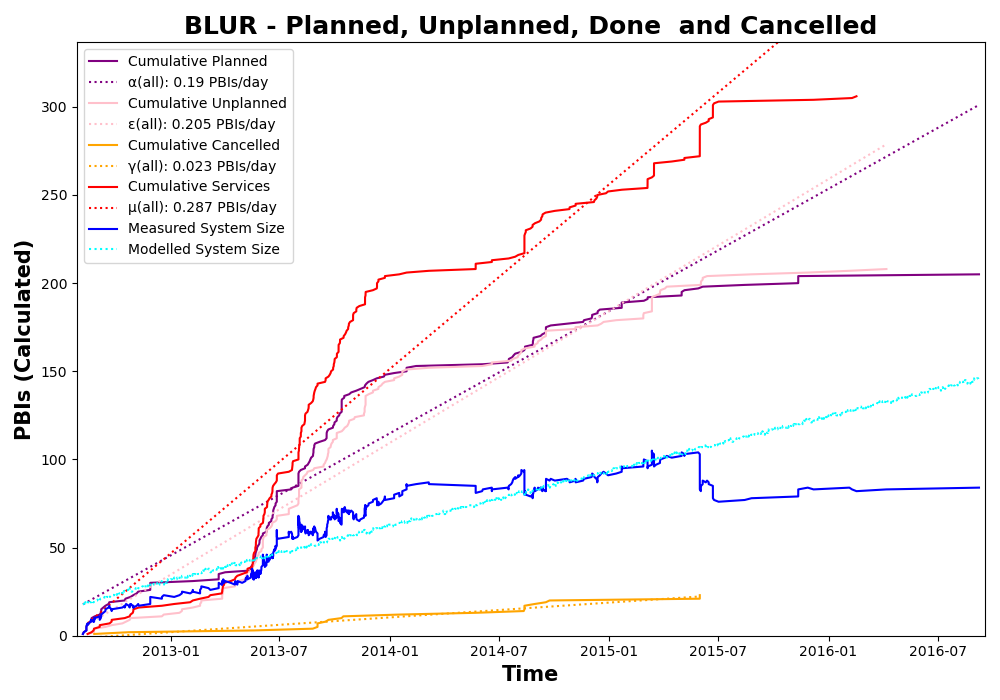 BLUR - Planned, Unplanned, Done  and Cancelled
Cumulative Planned
α(all): 0.19 PBIs/day
Cumulative Unplanned
ε(all): 0.205 PBIs/day
Cumulative Cancelled
γ(all): 0.023 PBIs/day
Cumulative Services
μ(all): 0.287 PBIs/day
Measured System Size
Modelled System Size
PBIs (Calculated)
300
250
200
150
100
50
0
2013-01 2013-07 2014-01 2014-07 2015-01 2015-07 2016-01 2016-07
Time